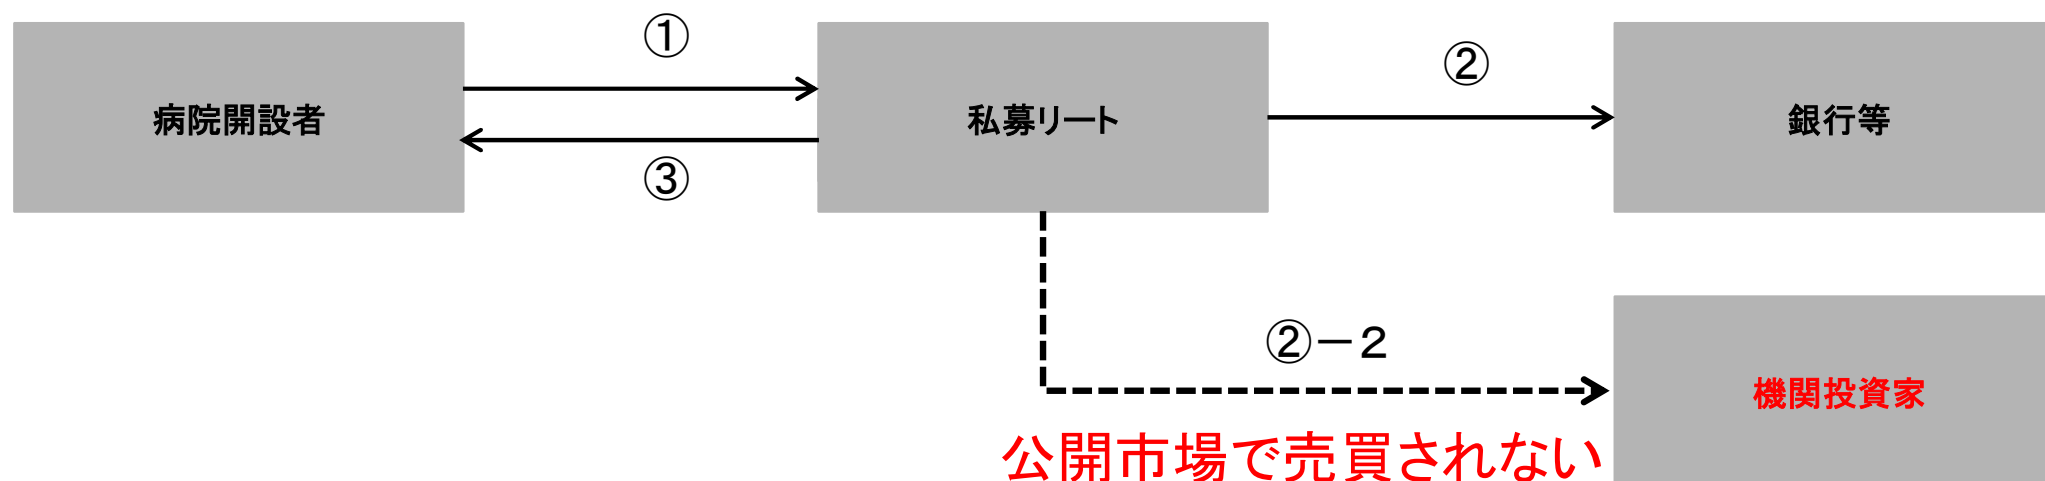 ①
病院開設者
③
私募リート
②
銀行等
②－２
機関投資家
公開市場で売買されない